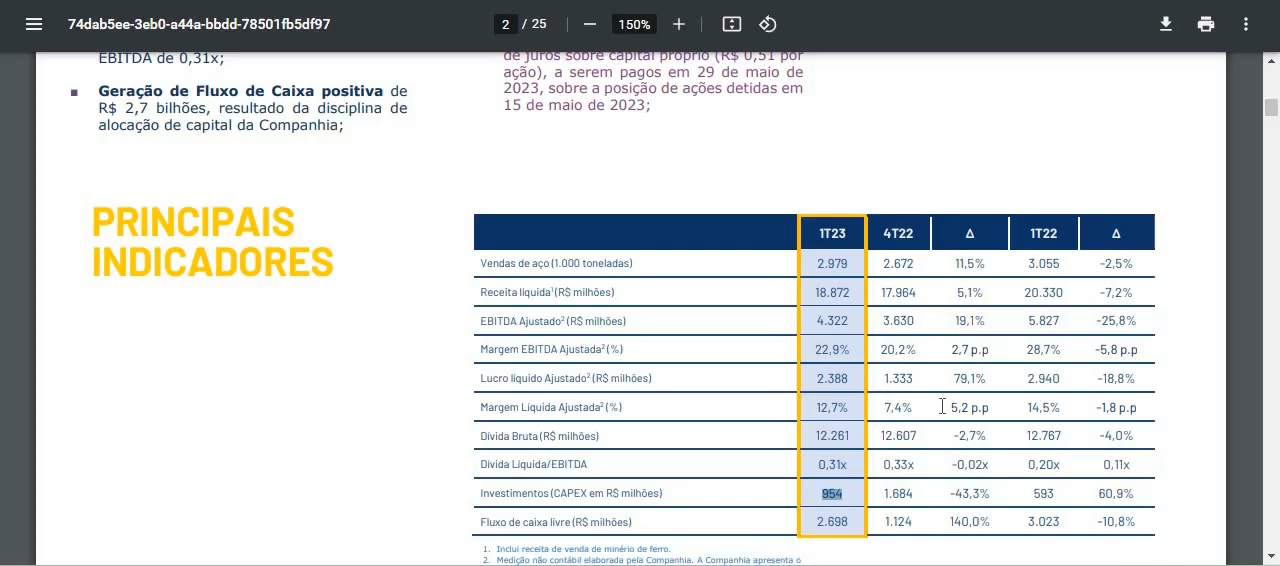 74dab5ee-3eb0-a44a-bbdd-78501fb5df97
2 / 25
150%
EBITDA de 0,31x;
Geração de Fluxo de Caixa positiva de
R$ 2,7 bilhões, resultado da disciplina de
alocação de capital da Companhia;
de juros sobre capital próprio (R$ 0,51 por
ação), a serem pagos em 29 de maio de
2023, sobre a posição de ações detidas em
15 de maio de 2023;
PRINCIPAIS
INDICADORES
1T23 4T22 Δ 1T22 Δ
Vendas de aço (1.000 toneladas) 2.979 2.672 11,5% 3.055 -2,5%
Receita líquida¹ (R$ milhões) 18.872 17.964 5,1% 20.330 -7,2%
EBITDA Ajustado² (R$ milhões) 4.322 3.630 19,1% 5.827 -25,8%
Margem EBITDA Ajustada² (%) 22,9% 20,2% 2,7 p.p 28,7% -5,8 p.p
Lucro líquido Ajustado² (R$ milhões) 2.388 1.333 79,1% 2.940 -18,8%
Margem Líquida Ajustada² (%) 12,7% 7,4% 5,2 p.p 14,5% -1,8 p.p
Dívida Bruta (R$ milhões) 12.261 12.607 -2,7% 12.767 -4,0%
Dívida Líquida/EBITDA 0,31x 0,33x -0,02x 0,20x 0,11x
Investimentos (CAPEX em R$ milhões) 954 1.684 -43,3% 593 60,9%
Fluxo de caixa livre (R$ milhões) 2.698 1.124 140,0% 3.023 -10,8%
1. Inclui receita de venda de minério de ferro.
2. Medição não contábil elaborada pela Companhia. A Companhia apresenta o